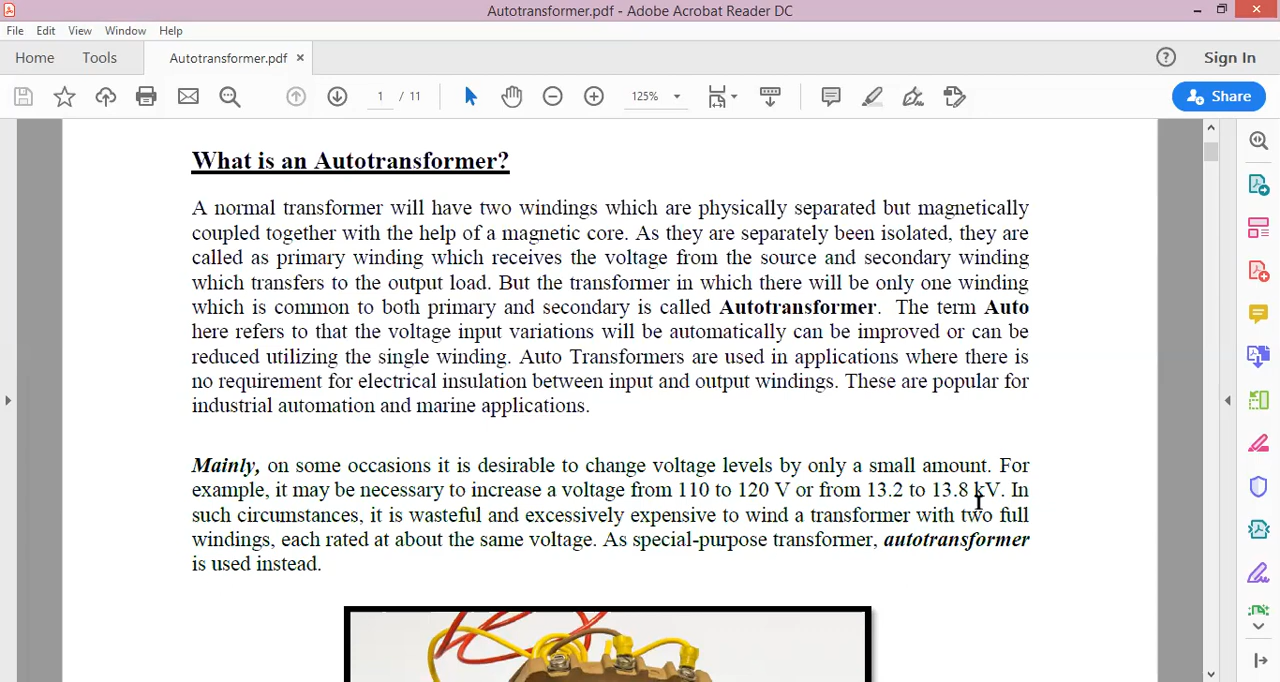 Autotransformer.pdf - Adobe Acrobat Reader DC
File Edit View Window Help
Home Tools Autotransformer.pdf × Sign In
1 / 11 125% Share
What is an Autotransformer?
A normal transformer will have two windings which are physically separated but magnetically
coupled together with the help of a magnetic core. As they are separately been isolated, they are
called as primary winding which receives the voltage from the source and secondary winding
which transfers to the output load. But the transformer in which there will be only one winding
which is common to both primary and secondary is called Autotransformer. The term Auto
here refers to that the voltage input variations will be automatically can be improved or can be
reduced utilizing the single winding. Auto Transformers are used in applications where there is
no requirement for electrical insulation between input and output windings. These are popular for
industrial automation and marine applications.
Mainly, on some occasions it is desirable to change voltage levels by only a small amount. For
example, it may be necessary to increase a voltage from 110 to 120 V or from 13.2 to 13.8 kV. In
such circumstances, it is wasteful and excessively expensive to wind a transformer with two full
windings, each rated at about the same voltage. As special-purpose transformer, autotransformer
is used instead.